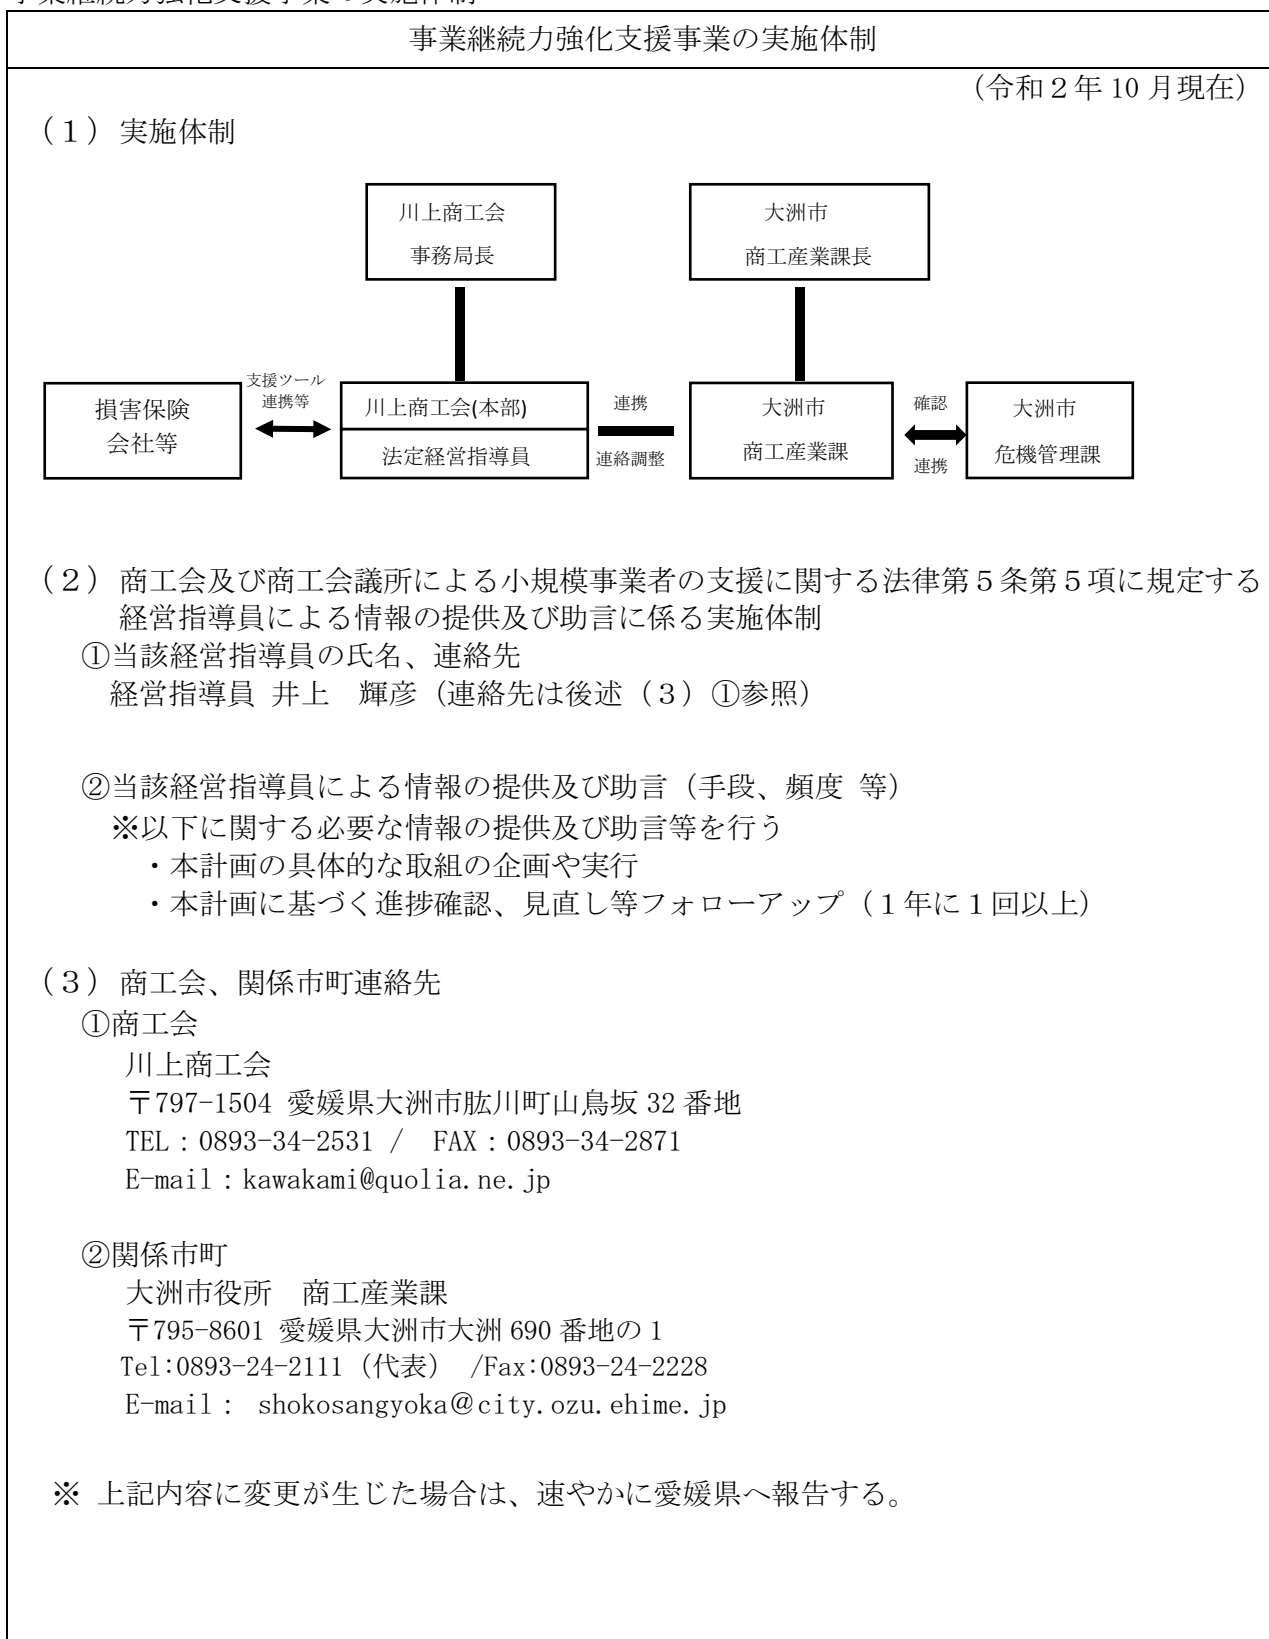 事業継続力強化支援事業の実施体制
事業継続力強化支援事業の実施体制
（令和２年 10 月現在）
（１）実施体制
川上商工会
事務局長
大洲市
商工産業課長
損害保険
会社等
支援ツール
連携等
川上商工会(本部)
法定経営指導員
連携
連絡調整
大洲市
商工産業課
確認
連携
大洲市
危機管理課
（２）商工会及び商工会議所による小規模事業者の支援に関する法律第５条第５項に規定する
経営指導員による情報の提供及び助言に係る実施体制
①当該経営指導員の氏名、連絡先
経営指導員 井上　輝彦（連絡先は後述（３）①参照）
②当該経営指導員による情報の提供及び助言（手段、頻度 等）
※以下に関する必要な情報の提供及び助言等を行う
・本計画の具体的な取組の企画や実行
・本計画に基づく進捗確認、見直し等フォローアップ（１年に１回以上）
（３）商工会、関係市町連絡先
①商工会
川上商工会
〒797-1504 愛媛県大洲市肱川町山鳥坂 32 番地
TEL：0893-34-2531 /　FAX：0893-34-2871
E-mail：kawakami@quolia.ne.jp
②関係市町
大洲市役所　商工産業課
〒795-8601 愛媛県大洲市大洲 690 番地の 1
Tel:0893-24-2111（代表） /Fax:0893-24-2228
E-mail： shokosangyoka＠city.ozu.ehime.jp
※ 上記内容に変更が生じた場合は、速やかに愛媛県へ報告する。